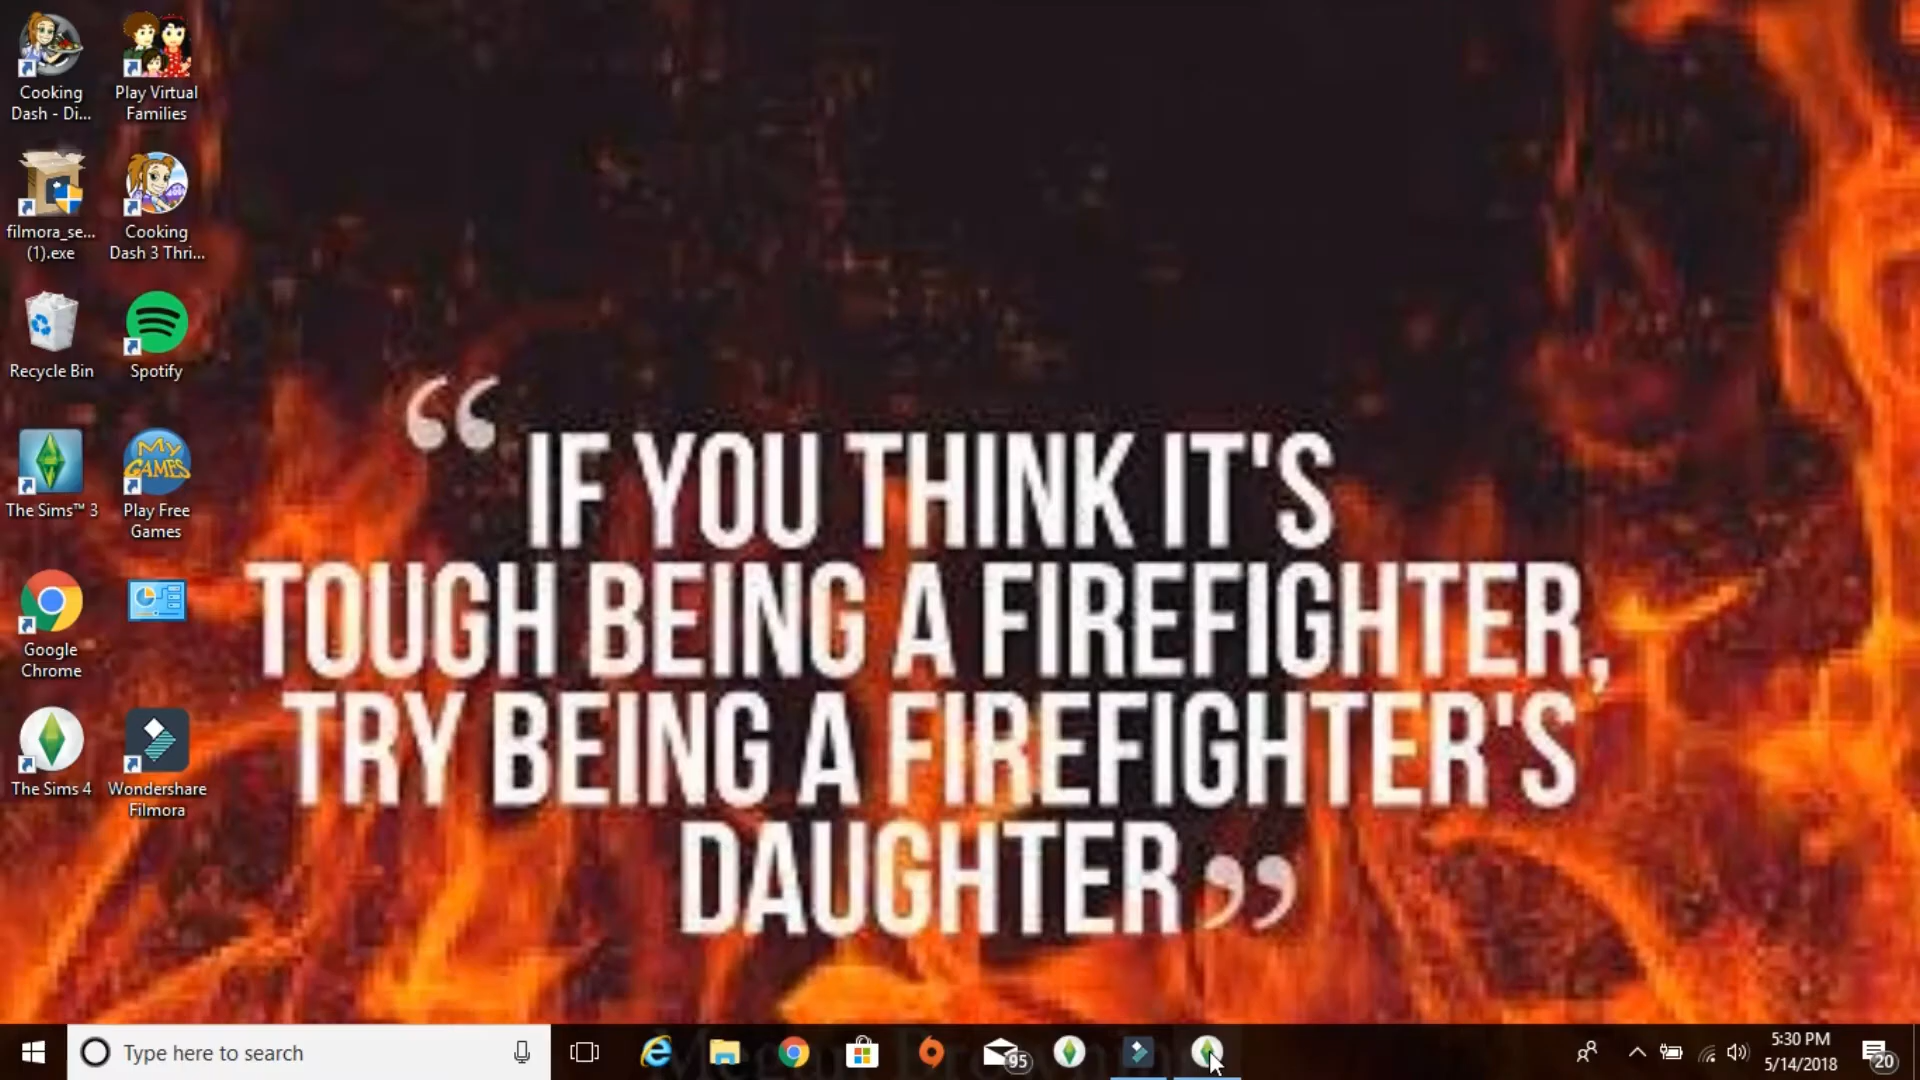 Cooking
Dash - Di...
Play Virtual
Families
filmora_se...
(1).exe
Cooking
Dash 3 Thri...
Recycle Bin
Spotify
The Sims™ 3
My
GAMES
Play Free
Games
Google
Chrome
The Sims 4
Wondershare
Filmora
“ IF YOU THINK IT'S
TOUGH BEING A FIREFIGHTER,
TRY BEING A FIREFIGHTER'S
DAUGHTER ”
Type here to search
95
5:30 PM
5/14/2018
20